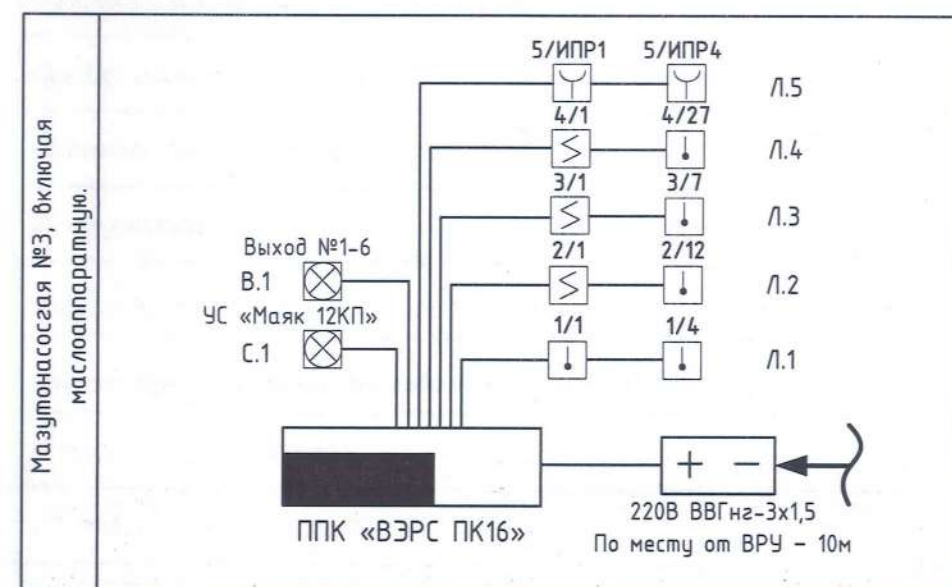 Мазутонасосгая №3, включая
маслоаппаратную.
5/ИПР1 5/ИПР4
Л.5
4/1 4/27
Л.4
3/1 3/7
Л.3
Выход №1-6
2/1 2/12
В.1
Л.2
УС «Маяк 12КП»
1/1 1/4
С.1
Л.1
+ −
ППК «ВЭРС ПК16»
220В ВВГнг-3х1,5
По месту от ВРУ - 10м